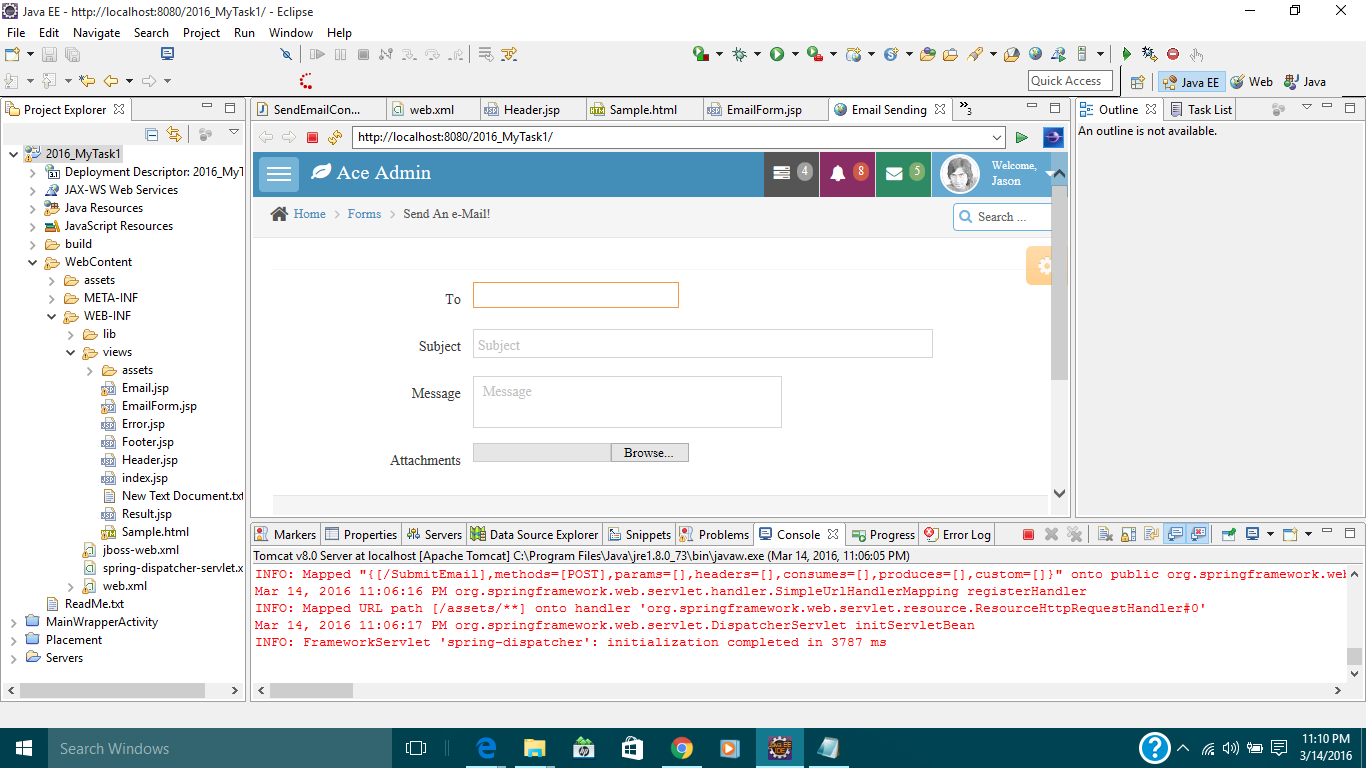 Java EE - http://localhost:8080/2016_MyTask1/ - Eclipse
File Edit Navigate Search Project Run Window Help
Quick Access
Java EE
Web
Java
Project Explorer
2016_MyTask1
Deployment Descriptor: 2016_MyT
JAX-WS Web Services
Java Resources
JavaScript Resources
build
WebContent
assets
META-INF
WEB-INF
lib
views
assets
Email.jsp
EmailForm.jsp
Error.jsp
Footer.jsp
Header.jsp
index.jsp
New Text Document.txt
Result.jsp
Sample.html
jboss-web.xml
spring-dispatcher-servlet.x
web.xml
ReadMe.txt
MainWrapperActivity
Placement
Servers
SendEmailCon... web.xml Header.jsp Sample.html EmailForm.jsp Email Sending »3
http://localhost:8080/2016_MyTask1/
Ace Admin
4
8
5
Welcome,
Jason
Home > Forms > Send An e-Mail!
Search ...
To
Subject
Subject
Message
Message
Attachments
Browse...
Outline Task List
An outline is not available.
Markers Properties Servers Data Source Explorer Snippets Problems Console Progress Error Log
Tomcat v8.0 Server at localhost [Apache Tomcat] C:\Program Files\Java\jre1.8.0_73\bin\javaw.exe (Mar 14, 2016, 11:06:05 PM)
INFO: Mapped "{[/SubmitEmail],methods=[POST],params=[],headers=[],consumes=[],produces=[],custom=[]}" onto public org.springframework.web
Mar 14, 2016 11:06:16 PM org.springframework.web.servlet.handler.SimpleUrlHandlerMapping registerHandler
INFO: Mapped URL path [/assets/**] onto handler 'org.springframework.web.servlet.resource.ResourceHttpRequestHandler#0'
Mar 14, 2016 11:06:17 PM org.springframework.web.servlet.DispatcherServlet initServletBean
INFO: FrameworkServlet 'spring-dispatcher': initialization completed in 3787 ms
Search Windows
11:10 PM
3/14/2016